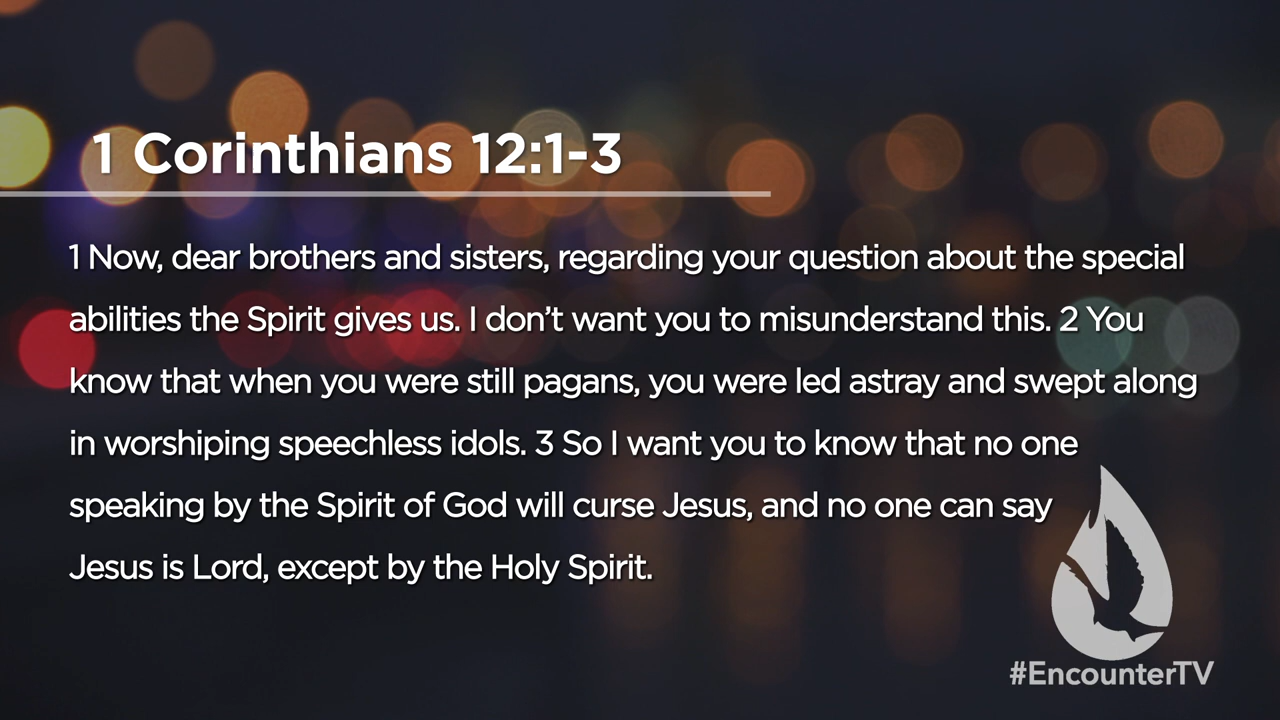 1 Corinthians 12:1-3
1 Now, dear brothers and sisters, regarding your question about the special
abilities the Spirit gives us. I don’t want you to misunderstand this. 2 You
know that when you were still pagans, you were led astray and swept along
in worshiping speechless idols. 3 So I want you to know that no one
speaking by the Spirit of God will curse Jesus, and no one can say
Jesus is Lord, except by the Holy Spirit.
#EncounterTV